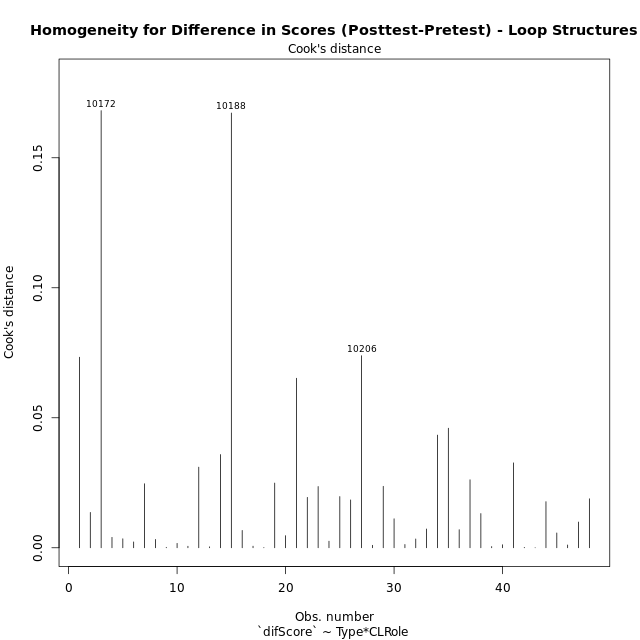 Homogeneity for Difference in Scores (Posttest-Pretest) - Loop Structures
Cook's distance
10172
10188
10206
0.15
0.10
0.05
0.00
Cook's distance
0 10 20 30 40
Obs. number
`difScore` ~ Type*CLRole